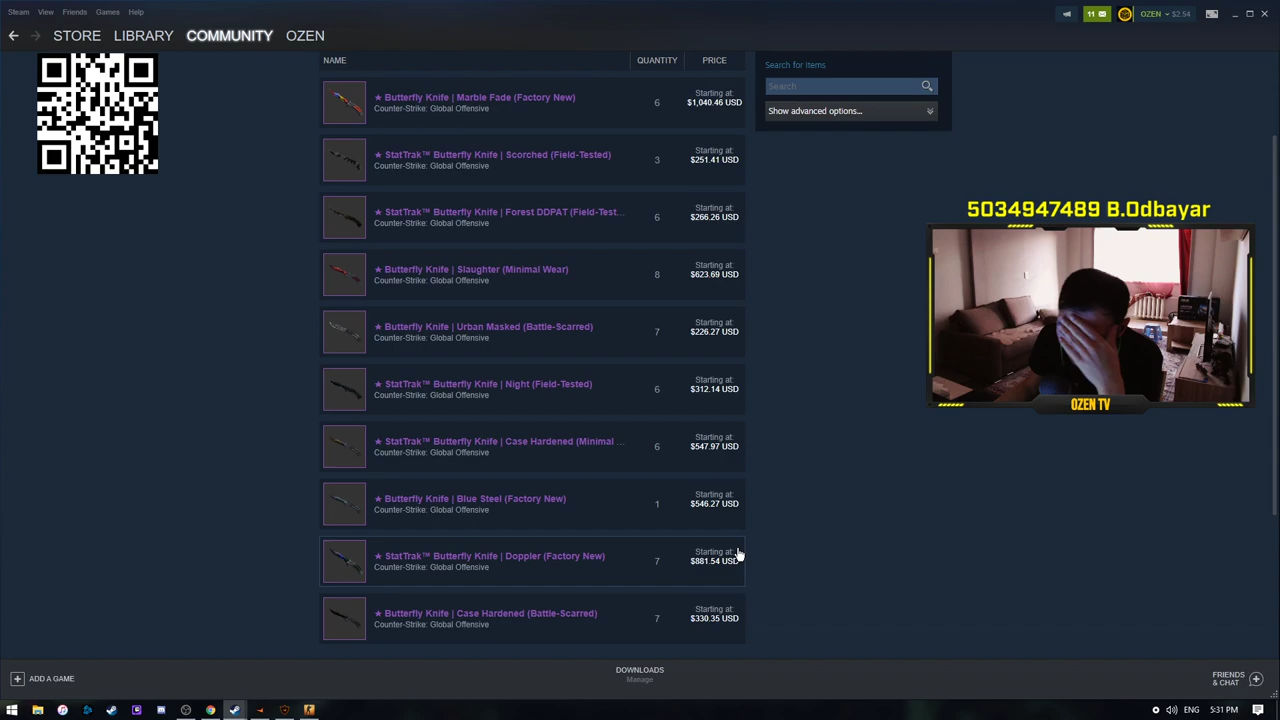 Steam View Friends Games Help
11 OZEN $2.54
STORE LIBRARY COMMUNITY OZEN
NAME QUANTITY PRICE
★ Butterfly Knife | Marble Fade (Factory New)
Counter-Strike: Global Offensive
6
Starting at:
$1,040.46 USD
★ StatTrak™ Butterfly Knife | Scorched (Field-Tested)
Counter-Strike: Global Offensive
3
Starting at:
$251.41 USD
★ StatTrak™ Butterfly Knife | Forest DDPAT (Field-Test...
Counter-Strike: Global Offensive
6
Starting at:
$266.26 USD
★ Butterfly Knife | Slaughter (Minimal Wear)
Counter-Strike: Global Offensive
8
Starting at:
$623.69 USD
★ Butterfly Knife | Urban Masked (Battle-Scarred)
Counter-Strike: Global Offensive
7
Starting at:
$226.27 USD
★ StatTrak™ Butterfly Knife | Night (Field-Tested)
Counter-Strike: Global Offensive
6
Starting at:
$312.14 USD
★ StatTrak™ Butterfly Knife | Case Hardened (Minimal ...
Counter-Strike: Global Offensive
6
Starting at:
$547.97 USD
★ Butterfly Knife | Blue Steel (Factory New)
Counter-Strike: Global Offensive
1
Starting at:
$546.27 USD
★ StatTrak™ Butterfly Knife | Doppler (Factory New)
Counter-Strike: Global Offensive
7
Starting at:
$881.54 USD
★ Butterfly Knife | Case Hardened (Battle-Scarred)
Counter-Strike: Global Offensive
7
Starting at:
$330.35 USD
Search for Items
Search
Show advanced options...
5034947489 B.Odbayar
OZEN TV
ADD A GAME
DOWNLOADS
Manage
FRIENDS
& CHAT
ENG 5:31 PM